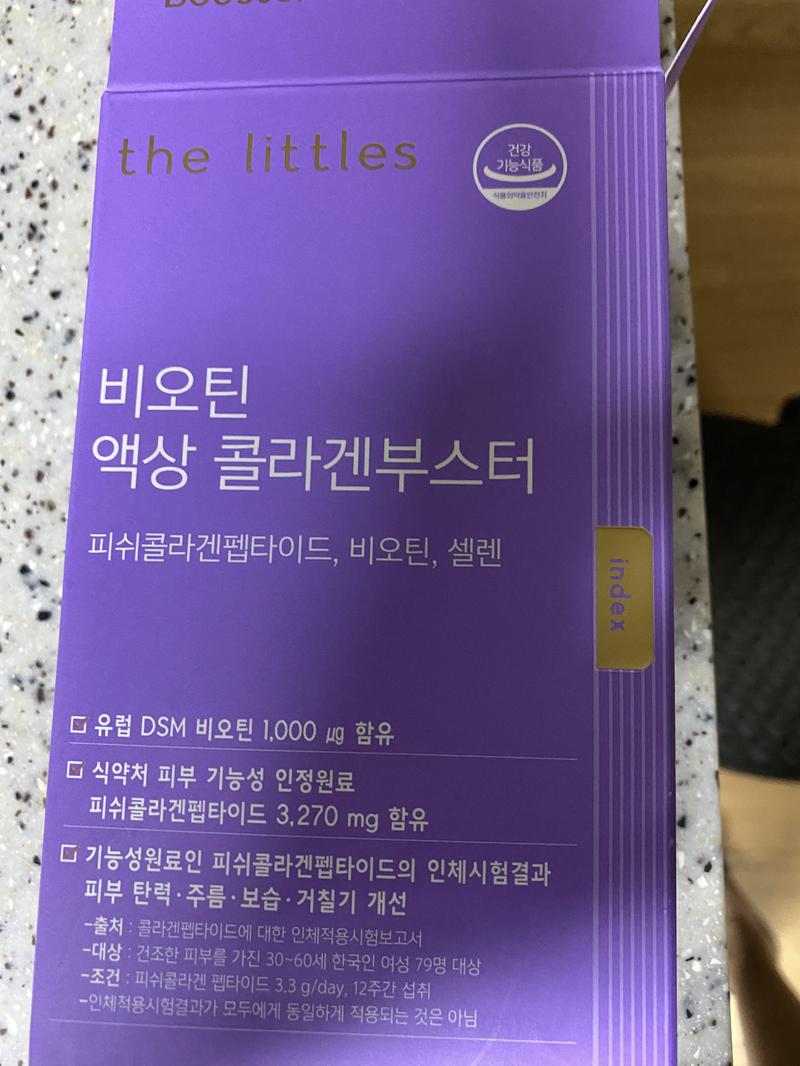 Booster
the littles
건강
기능식품
식품의약품안전처
비오틴
액상 콜라겐부스터
피쉬콜라겐펩타이드, 비오틴, 셀렌
index
유럽 DSM 비오틴 1,000 ㎍ 함유
식약처 피부 기능성 인정원료
피쉬콜라겐펩타이드 3,270 mg 함유
기능성원료인 피쉬콜라겐펩타이드의 인체시험결과
피부 탄력·주름·보습·거칠기 개선
-출처 : 콜라겐펩타이드에 대한 인체적용시험보고서
-대상 : 건조한 피부를 가진 30~60세 한국인 여성 79명 대상
-조건 : 피쉬콜라겐 펩타이드 3.3 g/day, 12주간 섭취
-인체적용시험결과가 모두에게 동일하게 적용되는 것은 아님